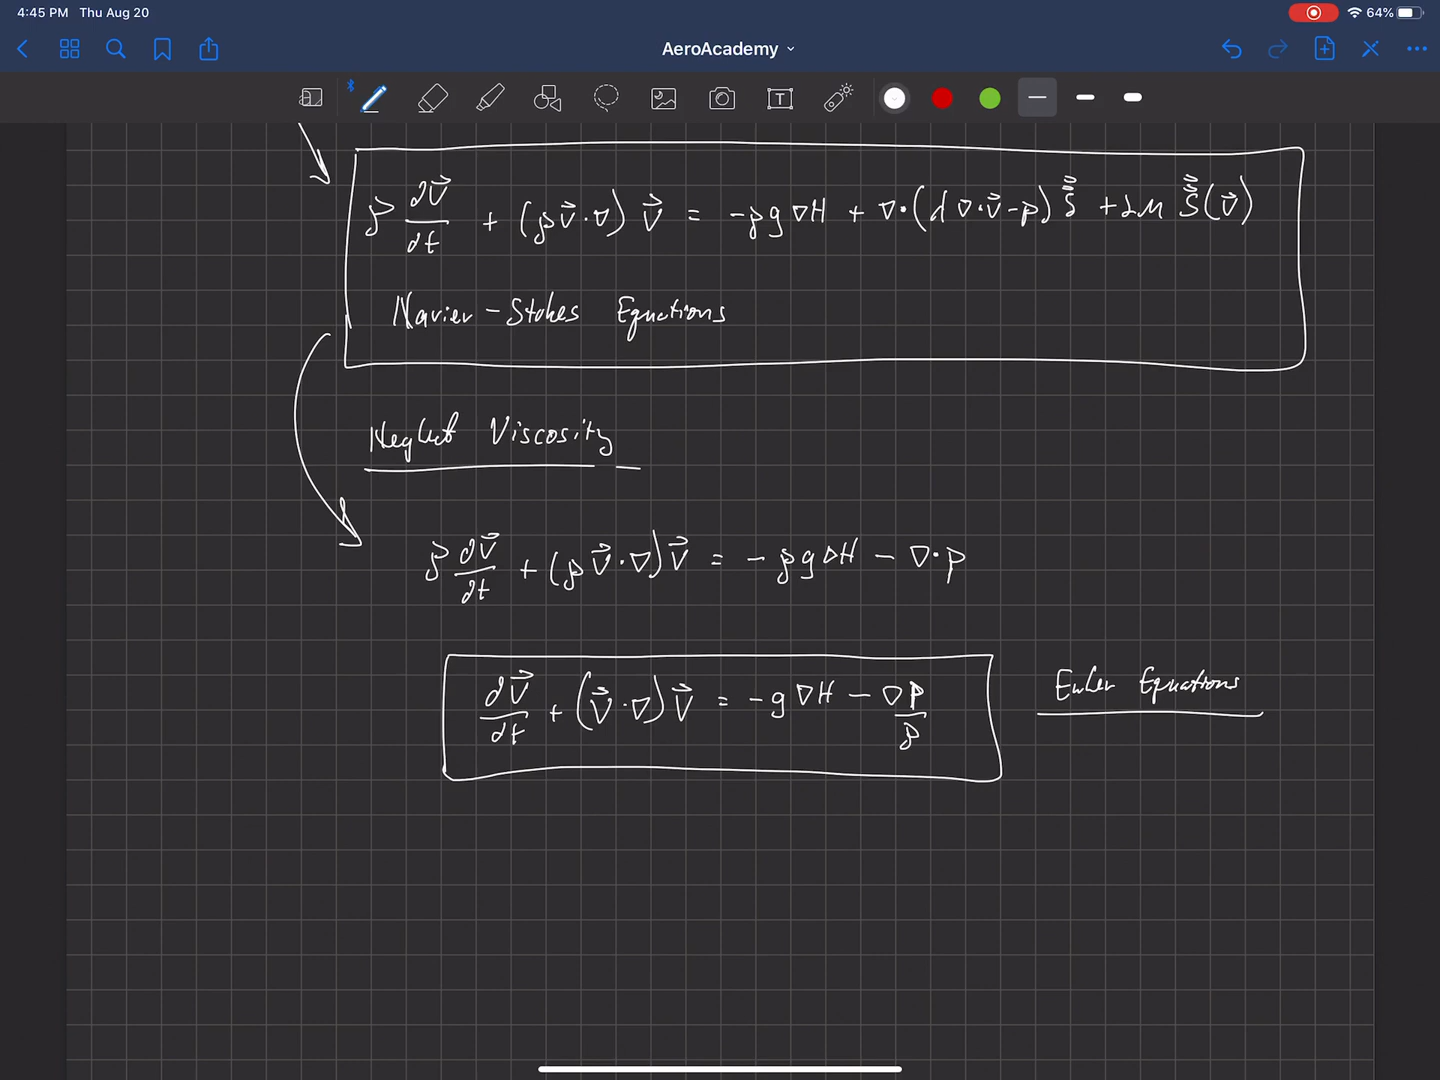 4:45 PM Thu Aug 20
64%
AeroAcademy
ρ ∂V⃗/∂t + (ρV⃗·∇) V⃗ = -ρg∇H + ∇·(λ∇·V⃗-p) δ̿ + 2μ S̿(V⃗)
Navier-Stokes Equations
Neglect Viscosity
ρ ∂V⃗/∂t + (ρV⃗·∇)V⃗ = -ρg∇H - ∇·p
∂V⃗/∂t + (V⃗·∇)V⃗ = -g∇H - ∇P/ρ
Euler Equations